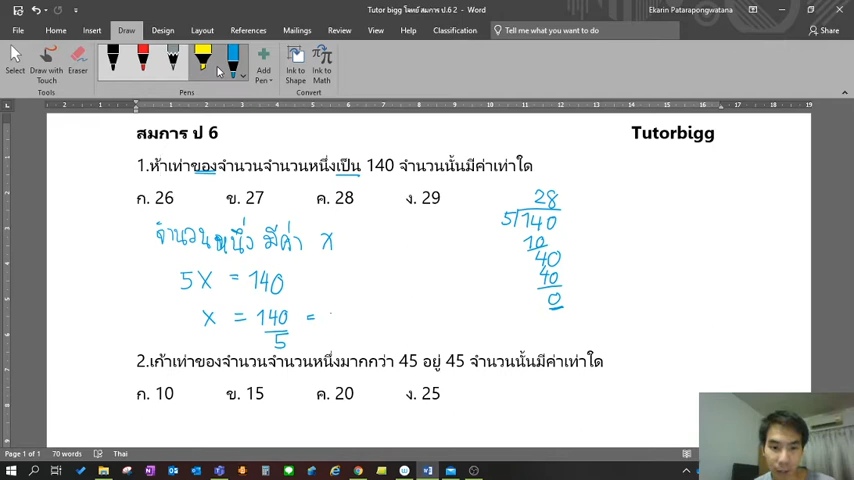 Tutor bigg โจทย์ สมการ ป.6 2 - Word
Ekarin Patarapongwatana
File Home Insert Draw Design Layout References Mailings Review View Help Classification Tell me what you want to do Share
Select Draw with Touch Eraser Add Pen Ink to Shape Ink to Math
Tools Pens Convert
สมการ ป 6 Tutorbigg
1.ห้าเท่าของจำนวนจำนวนหนึ่งเป็น 140 จำนวนนั้นมีค่าเท่าใด
ก. 26 ข. 27 ค. 28 ง. 29
28
5 140
10
40
40
0
จำนวนหนึ่ง มีค่า x
5x = 140
x = 140 =
5
2.เก้าเท่าของจำนวนจำนวนหนึ่งมากกว่า 45 อยู่ 45 จำนวนนั้นมีค่าเท่าใด
ก. 10 ข. 15 ค. 20 ง. 25
Page 1 of 1 70 words Thai